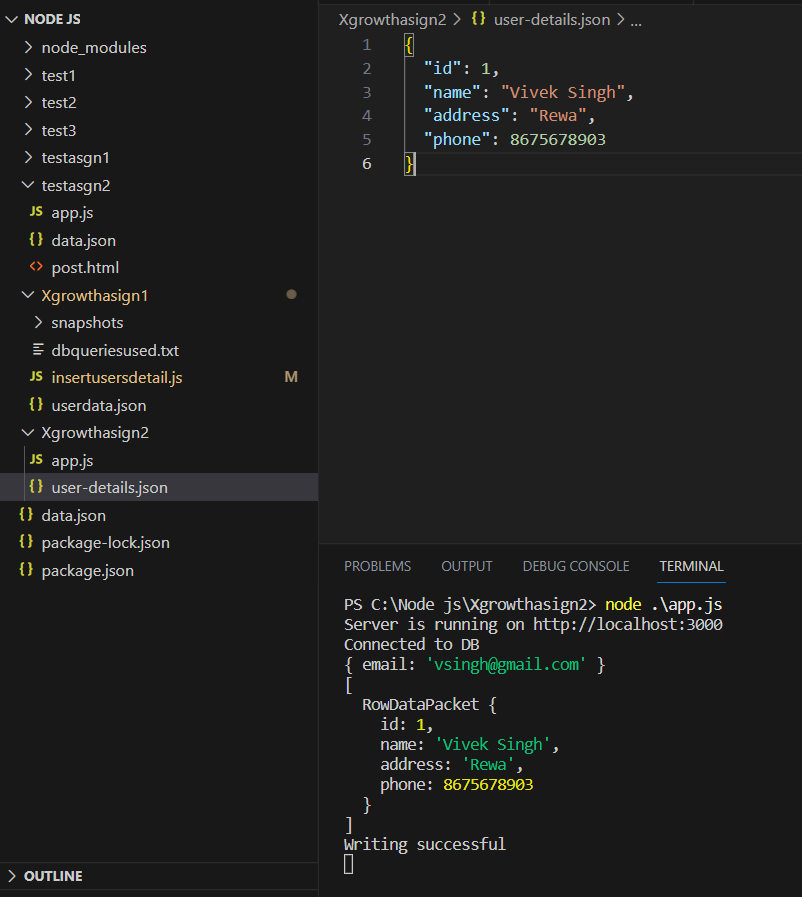 NODE JS
node_modules
test1
test2
test3
testasgn1
testasgn2
JS app.js
{} data.json
<> post.html
Xgrowthasign1
snapshots
dbqueriesused.txt
JS insertusersdetail.js M
{} userdata.json
Xgrowthasign2
JS app.js
{} user-details.json
{} data.json
{} package-lock.json
{} package.json
OUTLINE
Xgrowthasign2 > {} user-details.json > ...
1 {
2 "id": 1,
3 "name": "Vivek Singh",
4 "address": "Rewa",
5 "phone": 8675678903
6 }
PROBLEMS OUTPUT DEBUG CONSOLE TERMINAL
PS C:\Node js\Xgrowthasign2> node .\app.js
Server is running on http://localhost:3000
Connected to DB
{ email: 'vsingh@gmail.com' }
[
RowDataPacket {
id: 1,
name: 'Vivek Singh',
address: 'Rewa',
phone: 8675678903
}
]
Writing successful